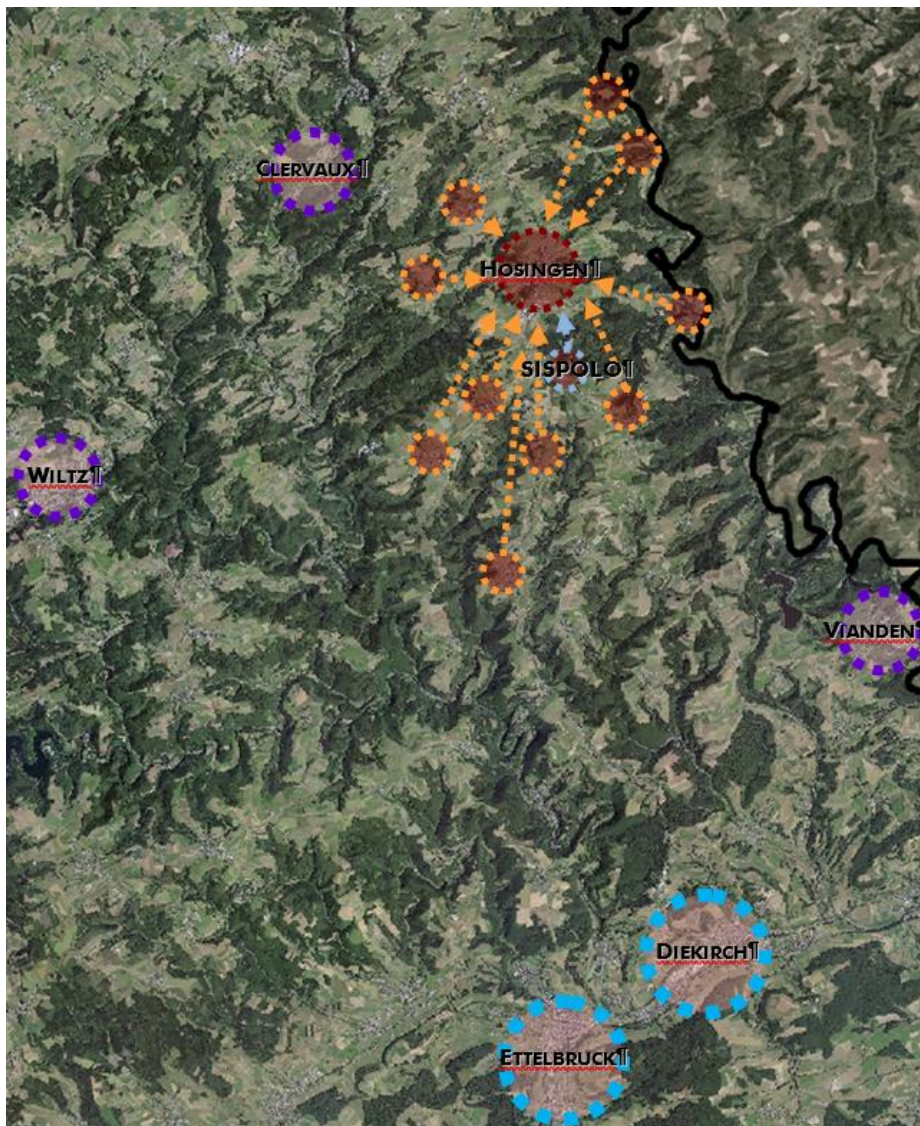 CLERVAUX¶
HOSINGEN¶
SISPOLO¶
WILTZ¶
VIANDEN¶
DIEKIRCH¶
ETTELBRUCK¶